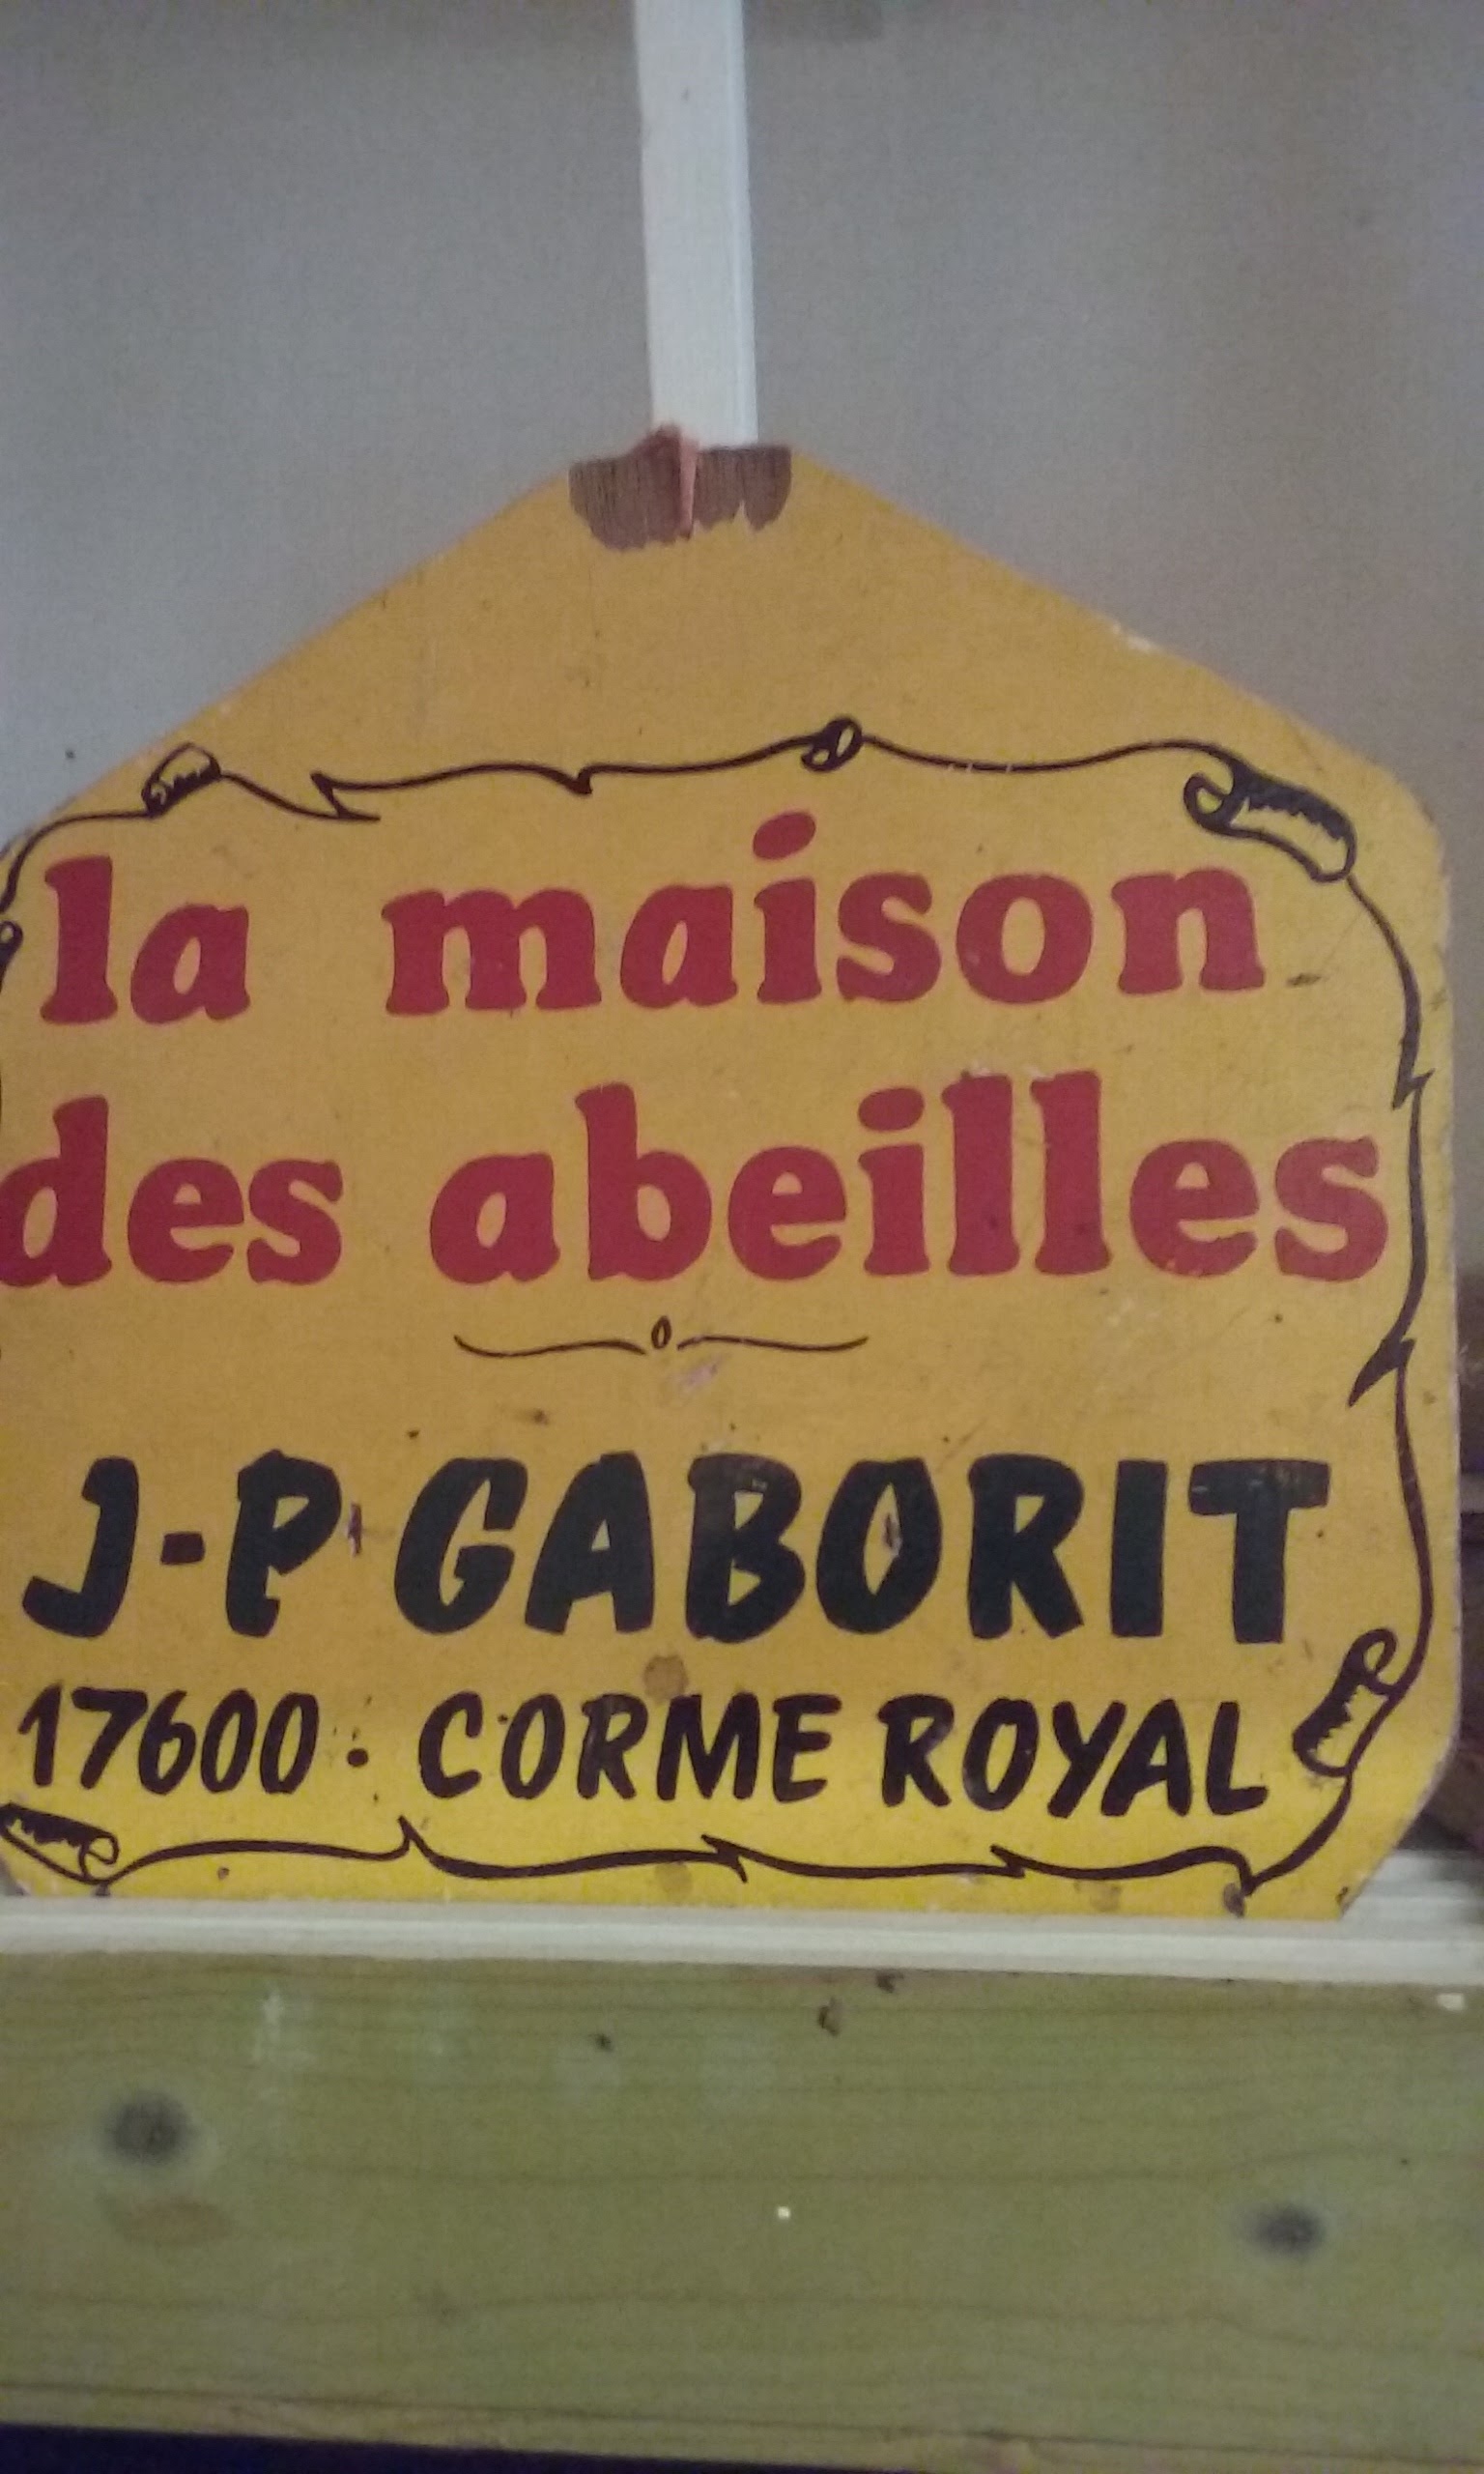 la maison
des abeilles
J-P GABORIT
17600. CORME ROYAL